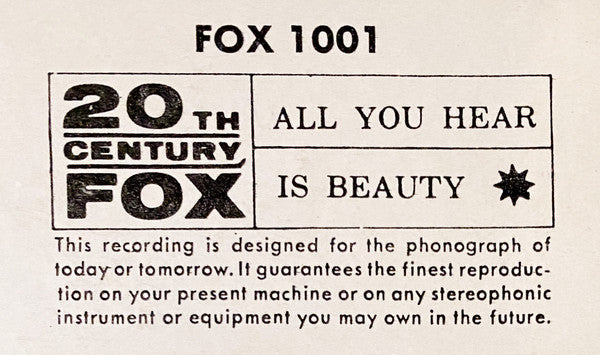 FOX 1001
20TH
CENTURY
FOX
ALL YOU HEAR
IS BEAUTY
This recording is designed for the phonograph of
today or tomorrow. It guarantees the finest reproduc-
tion on your present machine or on any stereophonic
instrument or equipment you may own in the future.